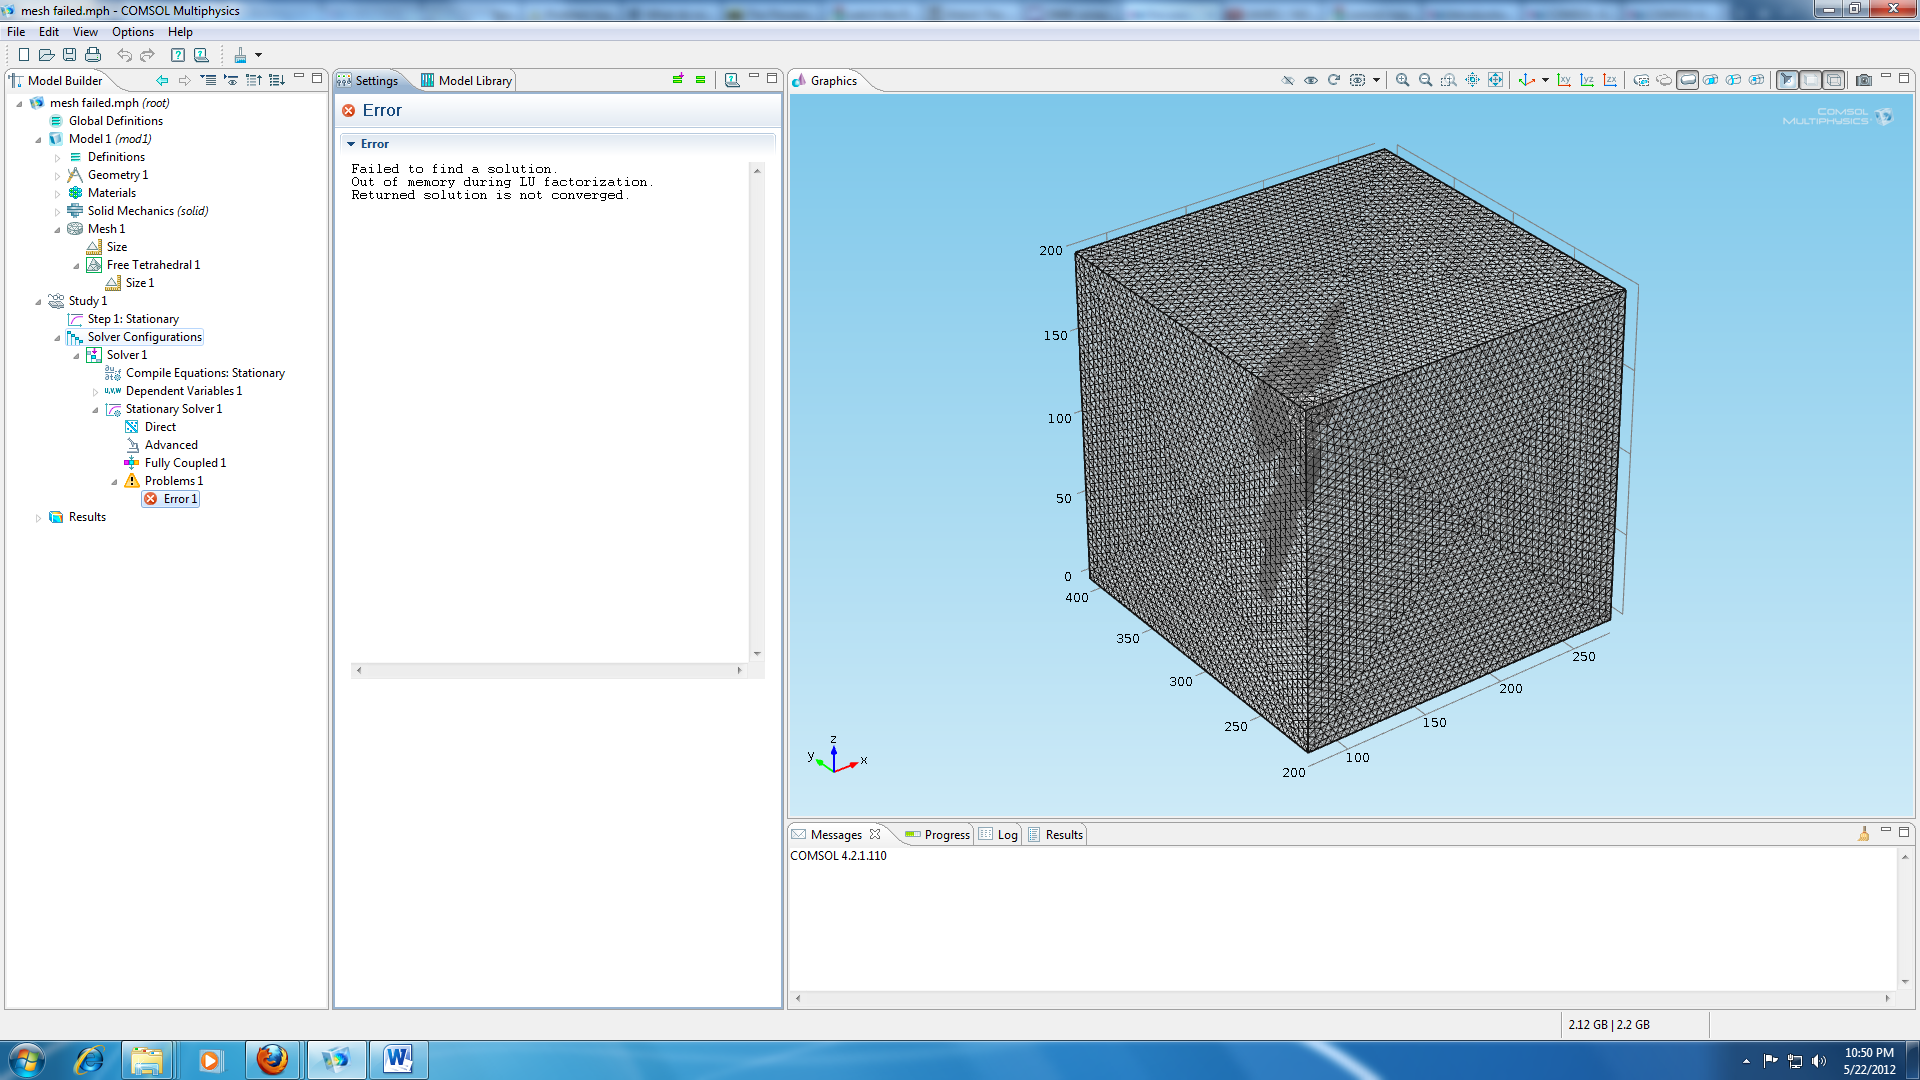 mesh failed.mph - COMSOL Multiphysics
File Edit View Options Help
Model Builder
mesh failed.mph (root)
Global Definitions
Model 1 (mod1)
Definitions
Geometry 1
Materials
Solid Mechanics (solid)
Mesh 1
Size
Free Tetrahedral 1
Size 1
Study 1
Step 1: Stationary
Solver Configurations
Solver 1
Compile Equations: Stationary
Dependent Variables 1
Stationary Solver 1
Direct
Advanced
Fully Coupled 1
Problems 1
Error 1
Results
Settings Model Library
Error
Error
Failed to find a solution.
Out of memory during LU factorization.
Returned solution is not converged.
Graphics
xy yz zx
COMSOL
MULTIPHYSICS
200
150
100
50
0
400
350
300
250
200
100
150
200
250
z
y
x
Messages Progress Log Results
COMSOL 4.2.1.110
2.12 GB | 2.2 GB
10:50 PM
5/22/2012